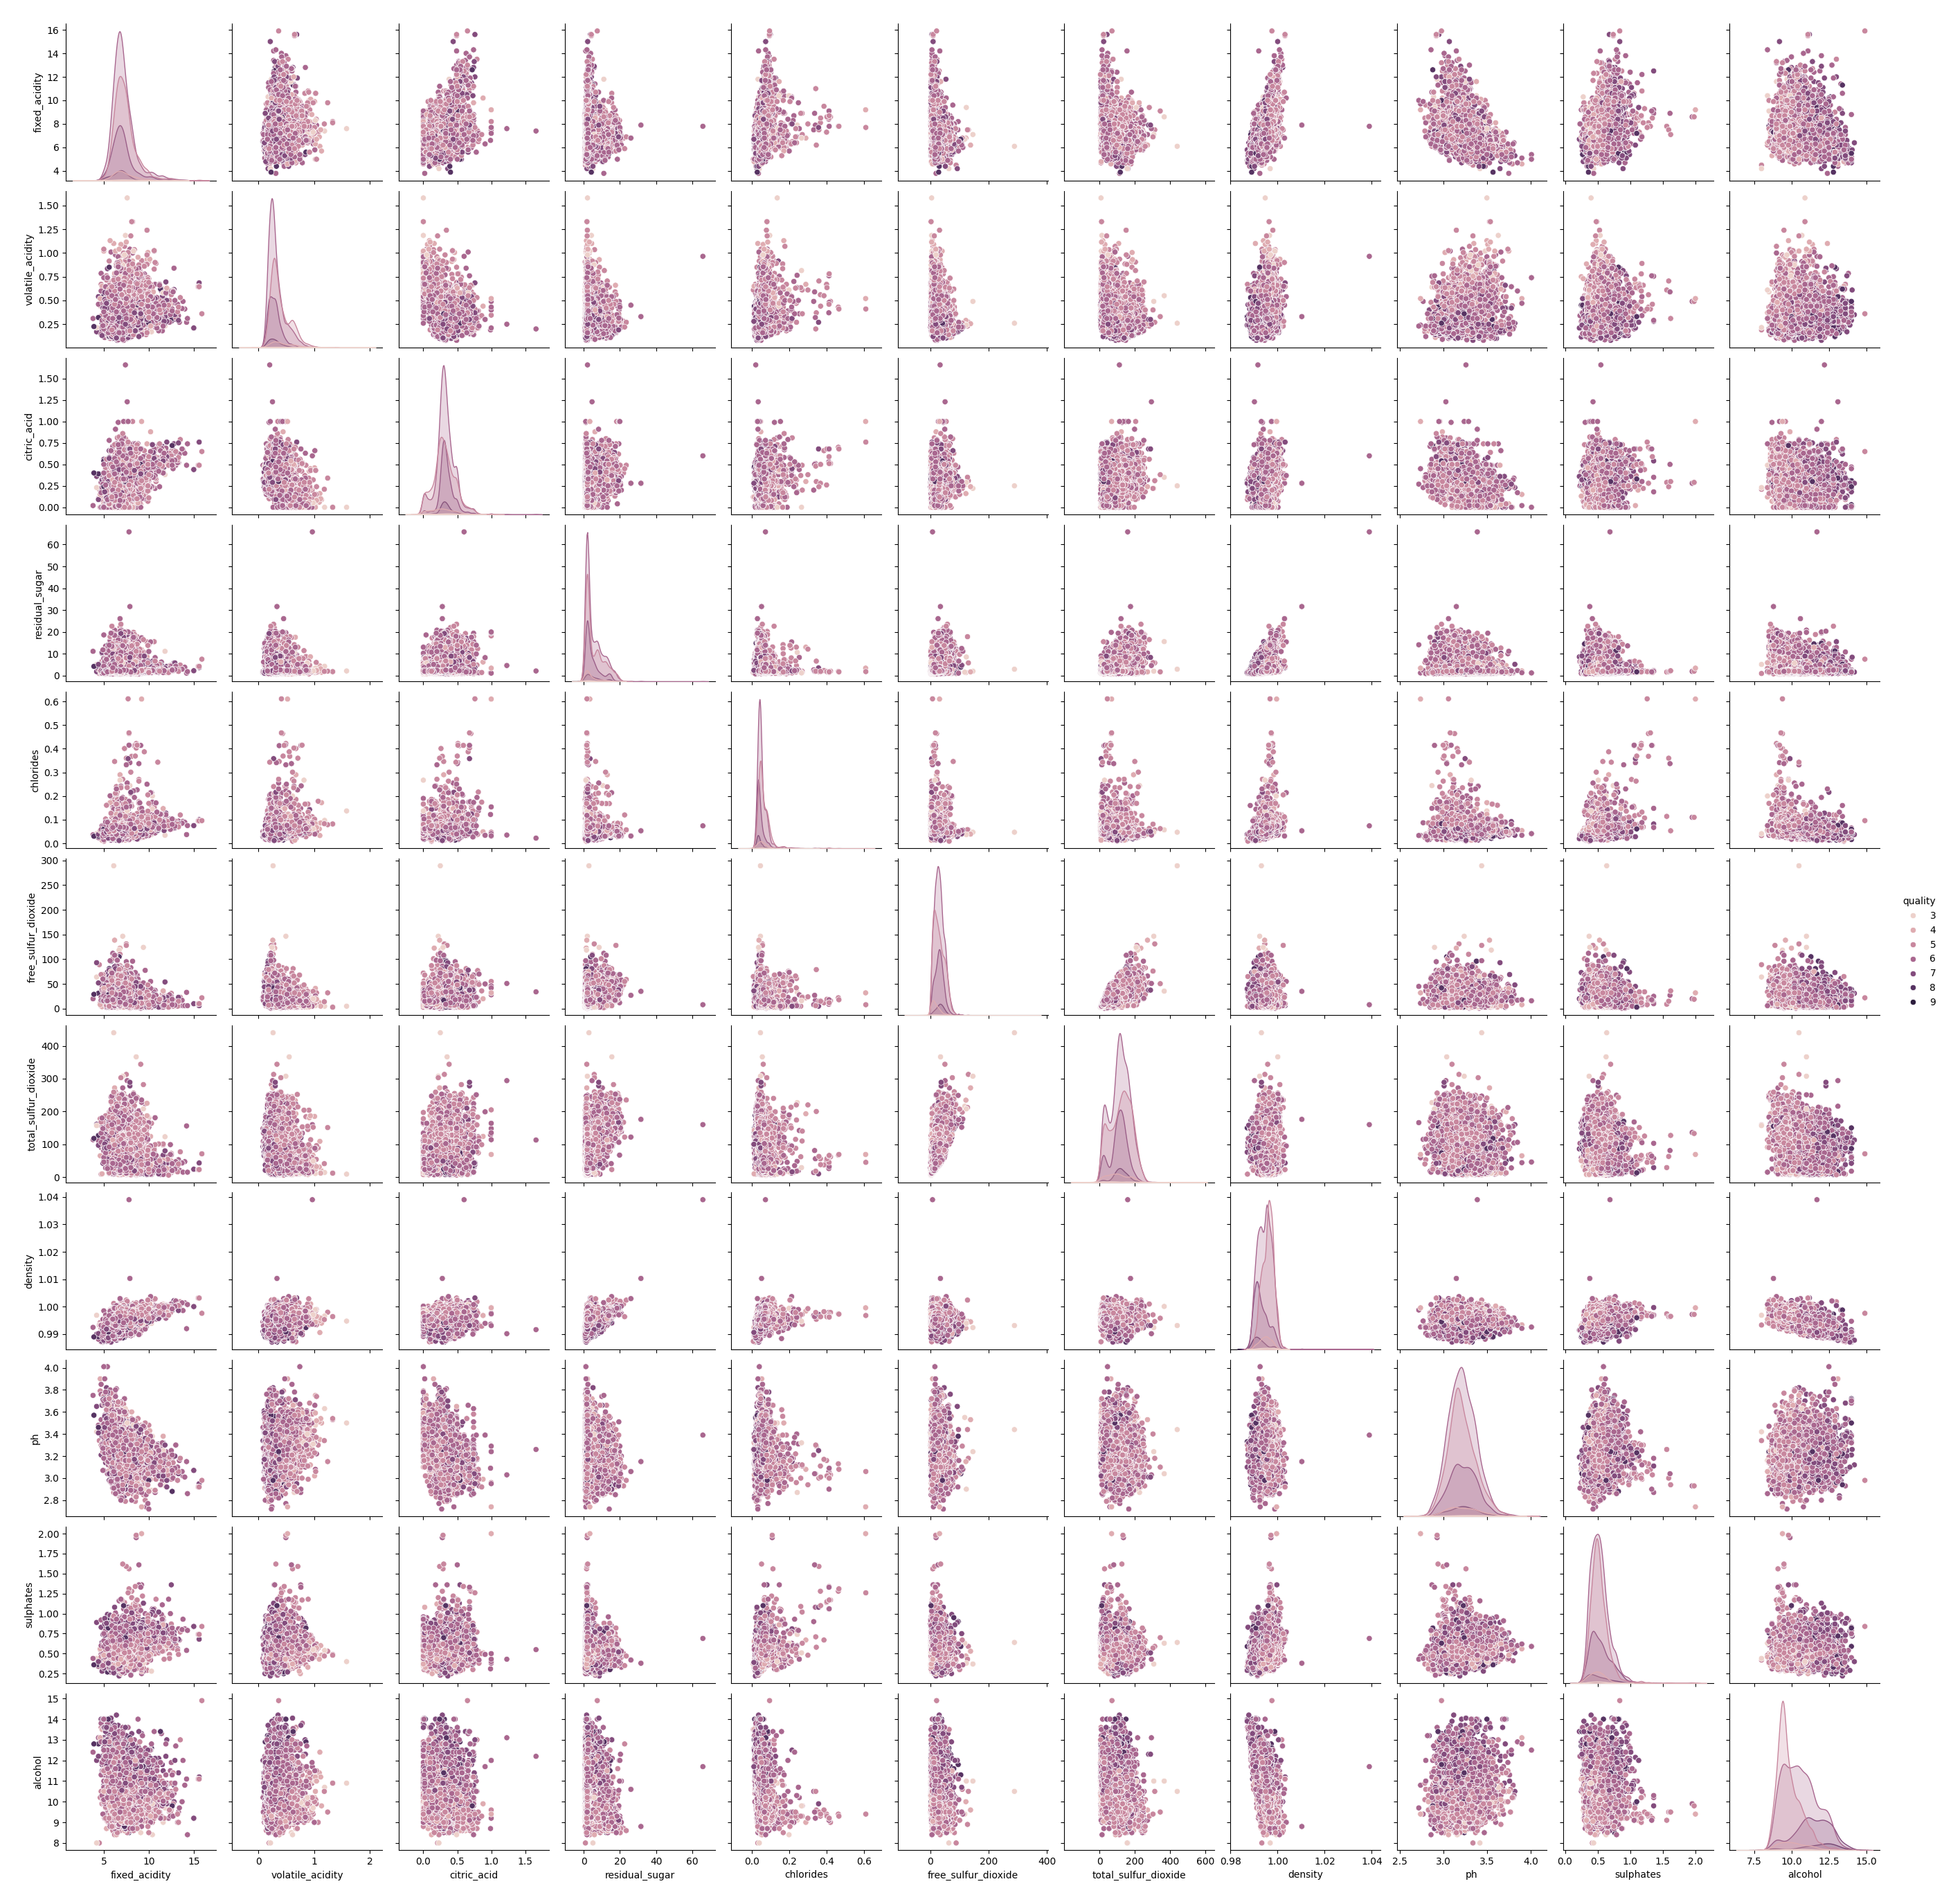 16
14
12
10
8
6
4
fixed_acidity
1.50
1.25
1.00
0.75
0.50
0.25
volatile_acidity
1.50
1.25
1.00
0.75
0.50
0.25
0.00
citric_acid
60
50
40
30
20
10
0
residual_sugar
0.6
0.5
0.4
0.3
0.2
0.1
0.0
chlorides
300
250
200
150
100
50
0
free_sulfur_dioxide
quality
3
4
5
6
7
8
9
400
300
200
100
0
total_sulfur_dioxide
1.04
1.03
1.02
1.01
1.00
0.99
density
4.0
3.8
3.6
3.4
3.2
3.0
2.8
ph
2.00
1.75
1.50
1.25
1.00
0.75
0.50
0.25
sulphates
15
14
13
12
11
10
9
8
alcohol
5 10 15
fixed_acidity
0 1 2
volatile_acidity
0.0 0.5 1.0 1.5
citric_acid
0 20 40 60
residual_sugar
0.0 0.2 0.4 0.6
chlorides
0 200 400
free_sulfur_dioxide
0 200 400 600
total_sulfur_dioxide
0.98 1.00 1.02 1.04
density
2.5 3.0 3.5 4.0
ph
0.0 0.5 1.0 1.5 2.0
sulphates
7.5 10.0 12.5 15.0
alcohol